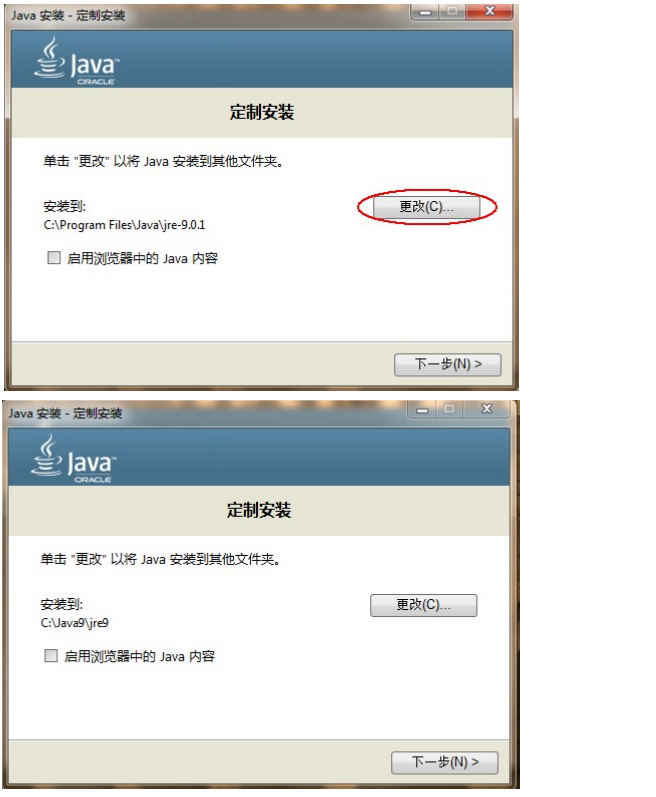 Java 安装 - 定制安装
Java™
ORACLE
定制安装
单击 "更改" 以将 Java 安装到其他文件夹。
安装到:
更改(C)...
C:\Program Files\Java\jre-9.0.1
启用浏览器中的 Java 内容
下一步(N) >
Java 安装 - 定制安装
Java™
ORACLE
定制安装
单击 "更改" 以将 Java 安装到其他文件夹。
安装到:
更改(C)...
C:\Java9\jre9
启用浏览器中的 Java 内容
下一步(N) >